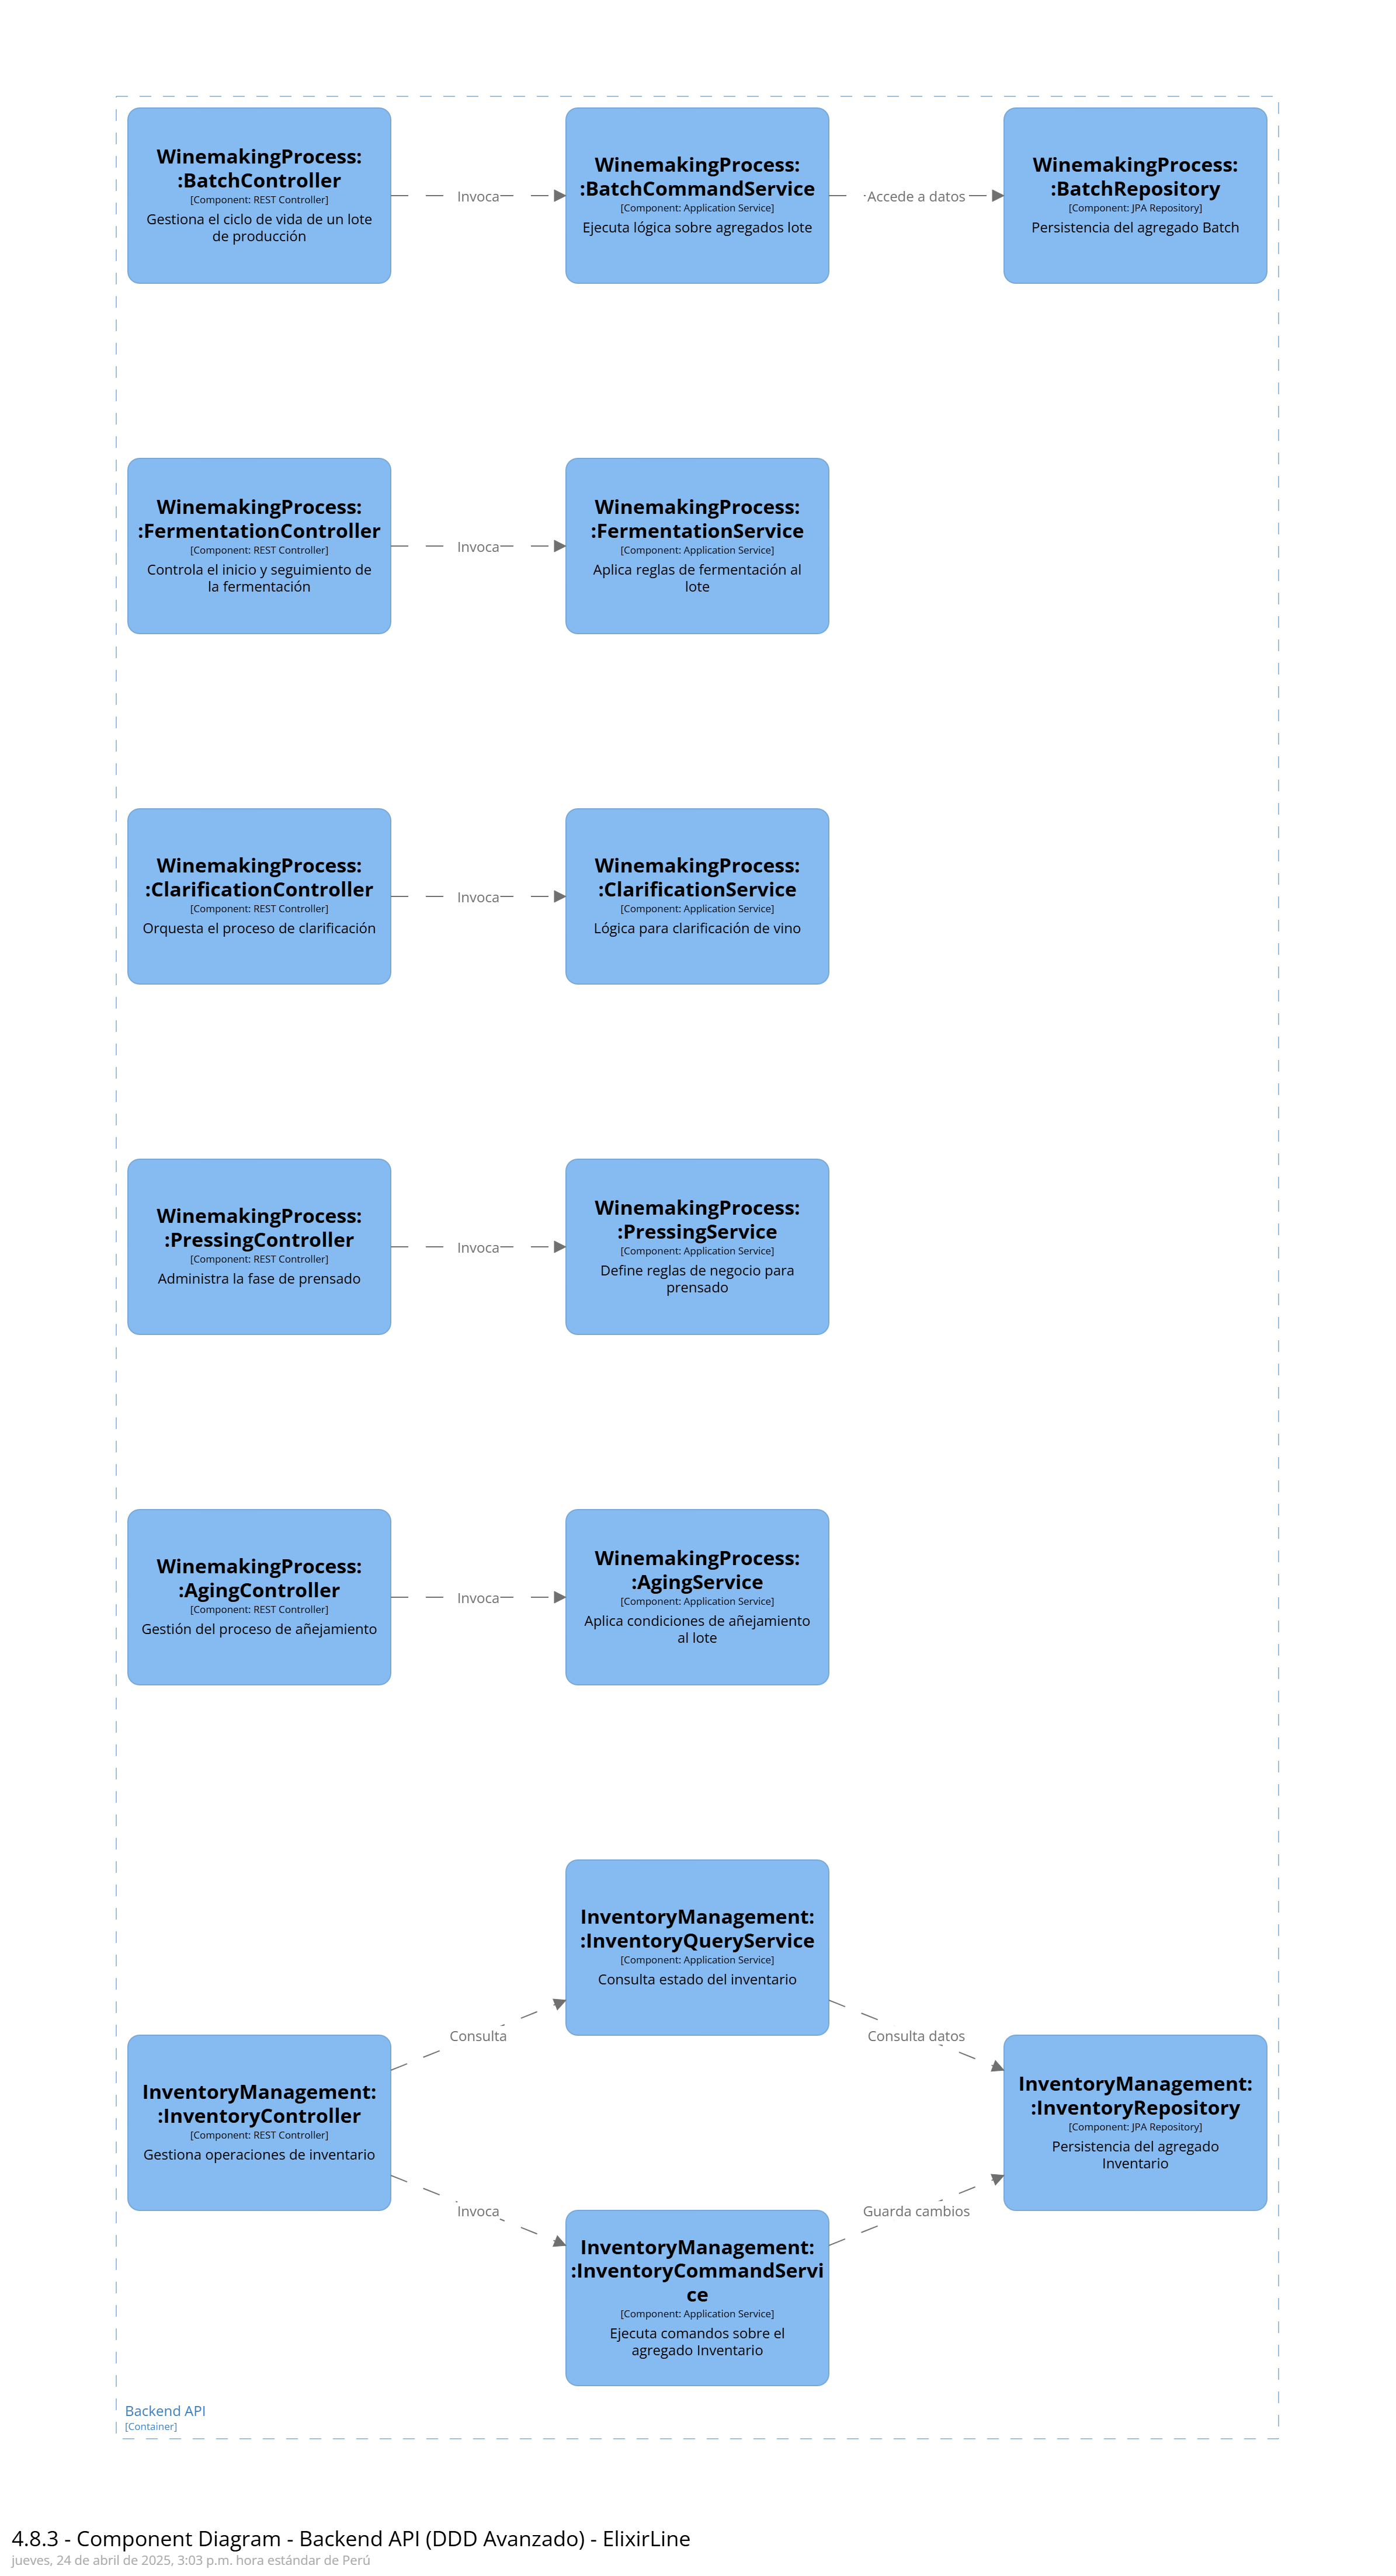 WinemakingProcess:
:BatchController
[Component: REST Controller]
Gestiona el ciclo de vida de un lote
de producción
Invoca
WinemakingProcess:
:BatchCommandService
[Component: Application Service]
Ejecuta lógica sobre agregados lote
Accede a datos
WinemakingProcess:
:BatchRepository
[Component: JPA Repository]
Persistencia del agregado Batch
WinemakingProcess:
:FermentationController
[Component: REST Controller]
Controla el inicio y seguimiento de
la fermentación
Invoca
WinemakingProcess:
:FermentationService
[Component: Application Service]
Aplica reglas de fermentación al
lote
WinemakingProcess:
:ClarificationController
[Component: REST Controller]
Orquesta el proceso de clarificación
Invoca
WinemakingProcess:
:ClarificationService
[Component: Application Service]
Lógica para clarificación de vino
WinemakingProcess:
:PressingController
[Component: REST Controller]
Administra la fase de prensado
Invoca
WinemakingProcess:
:PressingService
[Component: Application Service]
Define reglas de negocio para
prensado
WinemakingProcess:
:AgingController
[Component: REST Controller]
Gestión del proceso de añejamiento
Invoca
WinemakingProcess:
:AgingService
[Component: Application Service]
Aplica condiciones de añejamiento
al lote
InventoryManagement:
:InventoryQueryService
[Component: Application Service]
Consulta estado del inventario
Consulta
Consulta datos
InventoryManagement:
:InventoryController
[Component: REST Controller]
Gestiona operaciones de inventario
InventoryManagement:
:InventoryRepository
[Component: JPA Repository]
Persistencia del agregado
Inventario
Invoca
Guarda cambios
InventoryManagement:
:InventoryCommandServi
ce
[Component: Application Service]
Ejecuta comandos sobre el
agregado Inventario
Backend API
[Container]
4.8.3 - Component Diagram - Backend API (DDD Avanzado) - ElixirLine
jueves, 24 de abril de 2025, 3:03 p.m. hora estándar de Perú